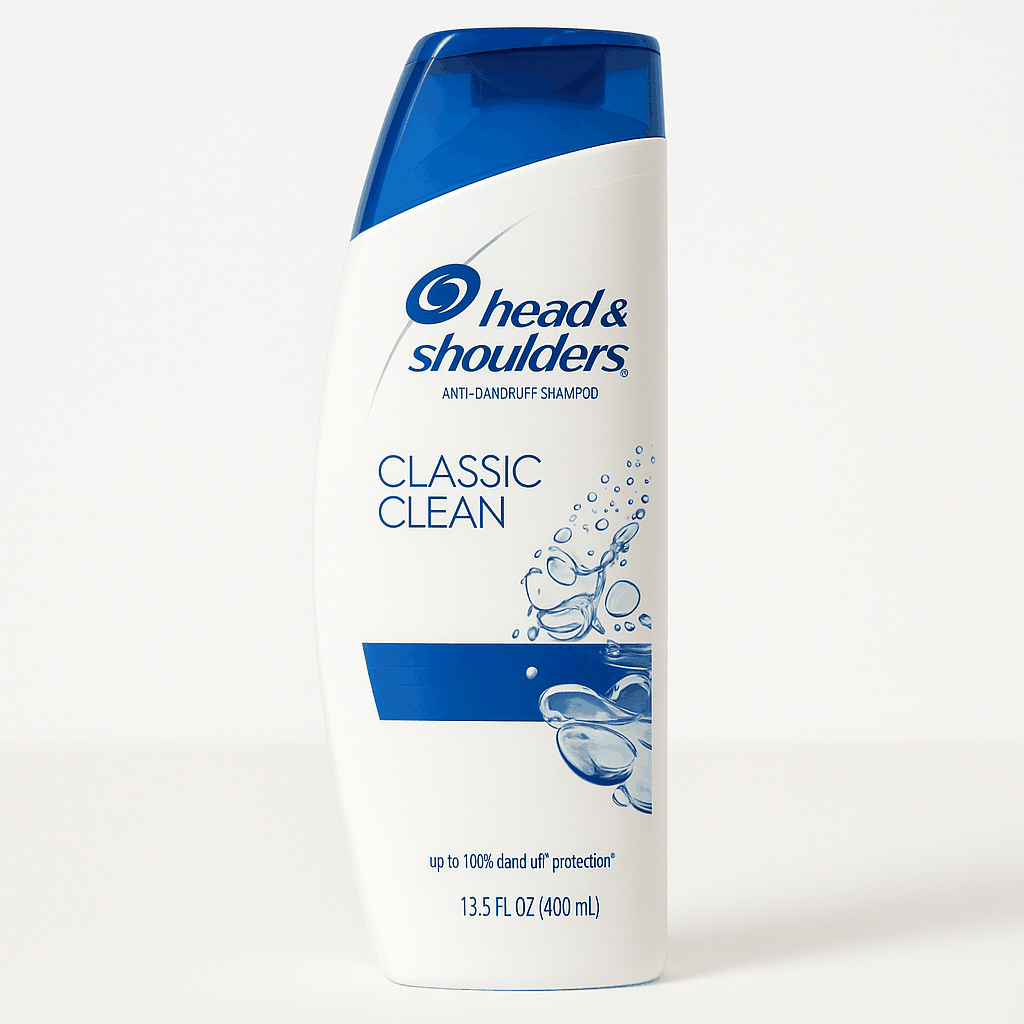 head &
shoulders®
ANTI-DANDRUFF SHAMPOD
CLASSIC
CLEAN
up to 100% dand ufl" protection®
13.5 FL OZ (400 mL)